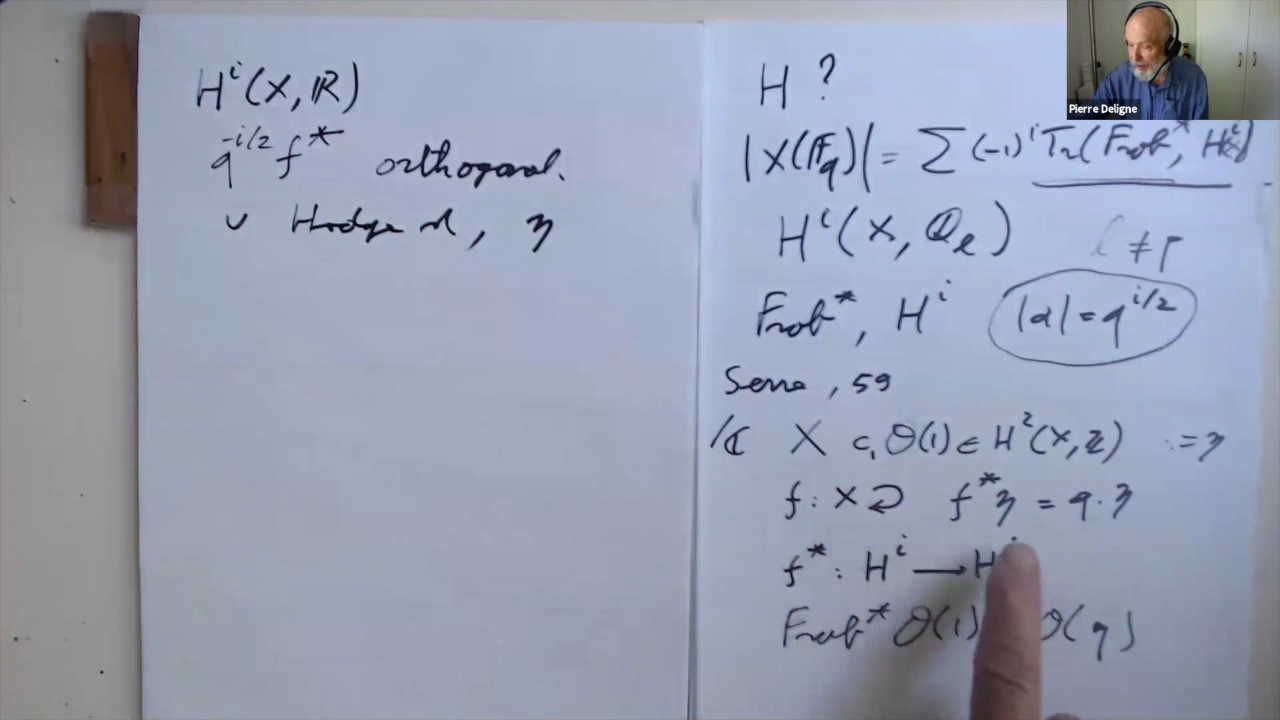 H^i(X, ℝ)
q^{-i/2} f^* orthogonal.
∪ Hodge, η
H ?
|X(𝔽_q)| = Σ (-1)^i Tr(Frob^*, H^i)
H^i(X, ℚ_ℓ) ℓ ≠ p
Frob^*, H^i |α| = q^{i/2}
Serre, 59
/ℂ X c_1 O(1) ∈ H^2(X, ℤ) := η
f : X ↻ f^*η = q·η
f^* : H^i ⟶ H
Frob^* O(1) O(q)
Pierre Deligne